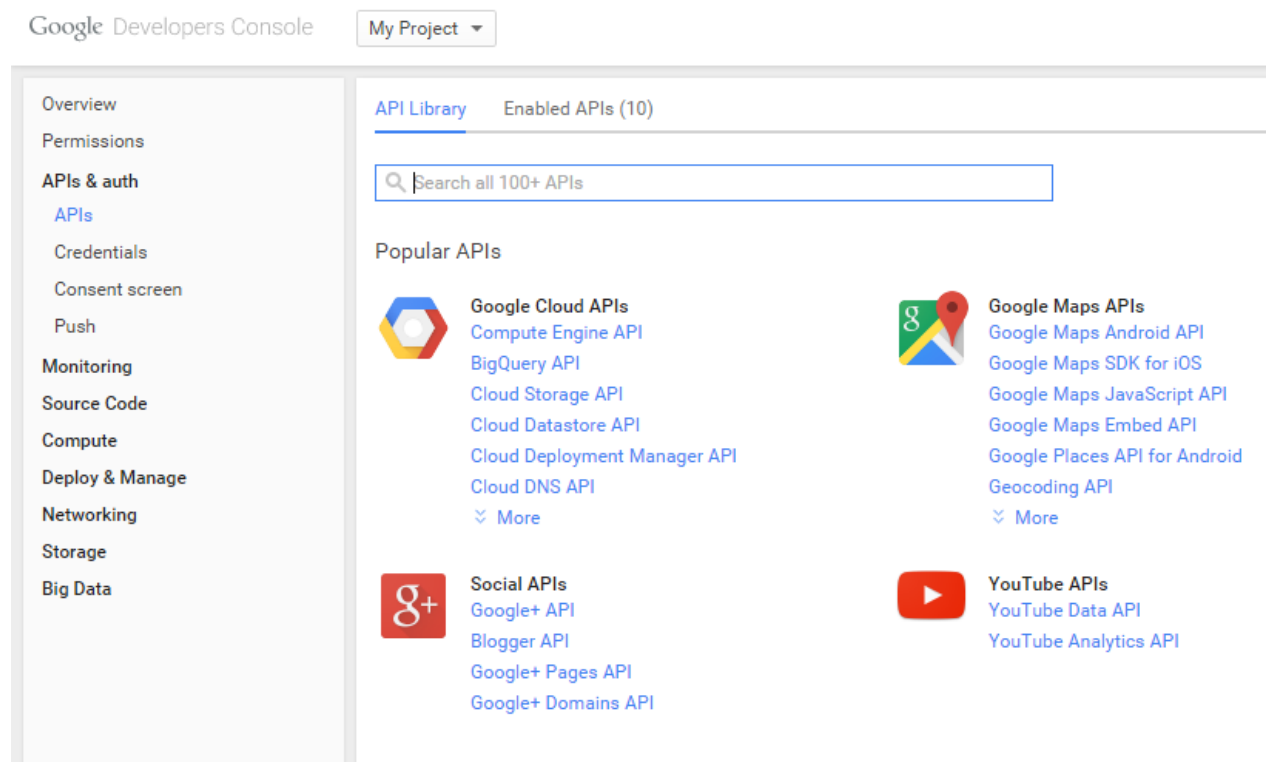 Google Developers Console
My Project
Overview
Permissions
APIs & auth
APIs
Credentials
Consent screen
Push
Monitoring
Source Code
Compute
Deploy & Manage
Networking
Storage
Big Data
API Library
Enabled APIs (10)
Search all 100+ APIs
Popular APIs
Google Cloud APIs
Compute Engine API
BigQuery API
Cloud Storage API
Cloud Datastore API
Cloud Deployment Manager API
Cloud DNS API
More
g
Google Maps APIs
Google Maps Android API
Google Maps SDK for iOS
Google Maps JavaScript API
Google Maps Embed API
Google Places API for Android
Geocoding API
More
g+
Social APIs
Google+ API
Blogger API
Google+ Pages API
Google+ Domains API
YouTube APIs
YouTube Data API
YouTube Analytics API